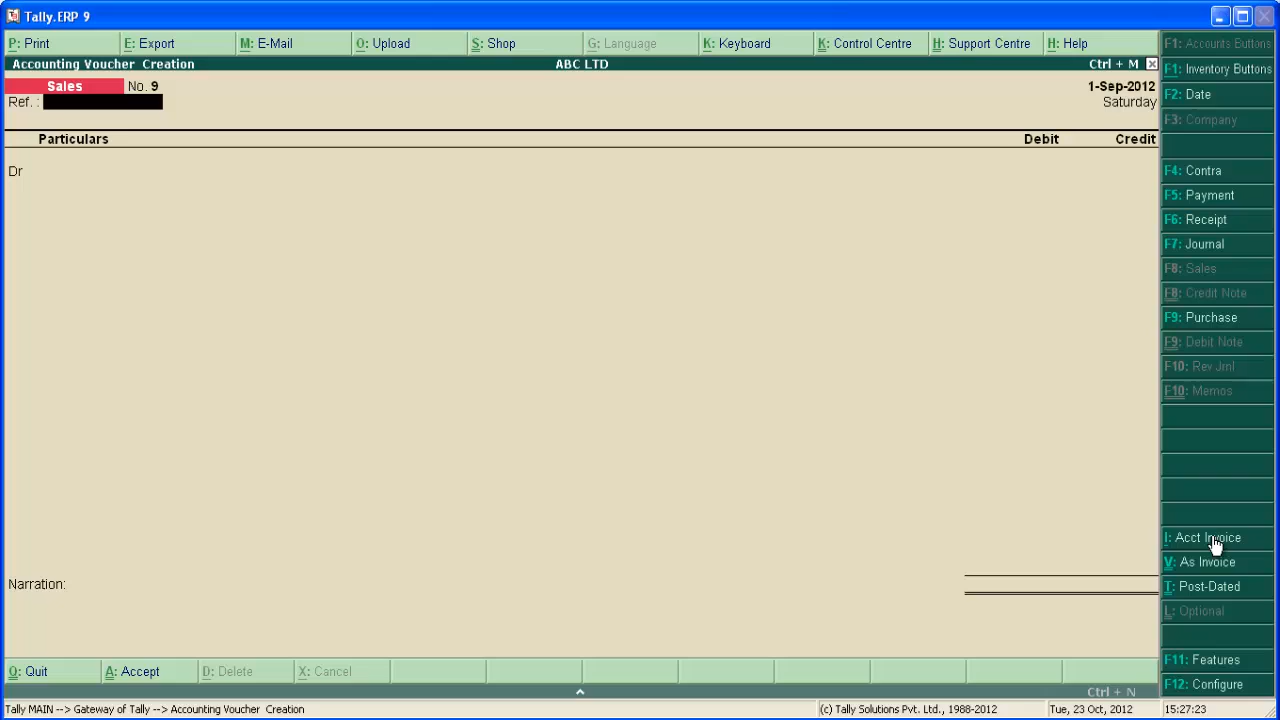 Tally.ERP 9
P: Print E: Export M: E-Mail O: Upload S: Shop G: Language K: Keyboard K: Control Centre H: Support Centre H: Help
Accounting Voucher Creation ABC LTD Ctrl + M
Sales No. 9 1-Sep-2012
Ref. : Saturday
Particulars Debit Credit
Dr
Narration:
Q: Quit A: Accept D: Delete X: Cancel
Ctrl + N
Tally MAIN --> Gateway of Tally --> Accounting Voucher Creation (c) Tally Solutions Pvt. Ltd., 1988-2012 Tue, 23 Oct, 2012 15:27:23
F1: Accounts Buttons
F1: Inventory Buttons
F2: Date
F3: Company
F4: Contra
F5: Payment
F6: Receipt
F7: Journal
F8: Sales
F8: Credit Note
F9: Purchase
F9: Debit Note
F10: Rev Jrnl
F10: Memos
I: Acct Invoice
V: As Invoice
T: Post-Dated
L: Optional
F11: Features
F12: Configure